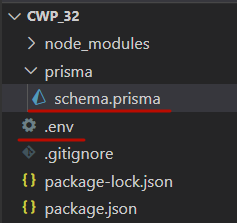 CWP_32
node_modules
prisma
schema.prisma
.env
.gitignore
package-lock.json
package.json